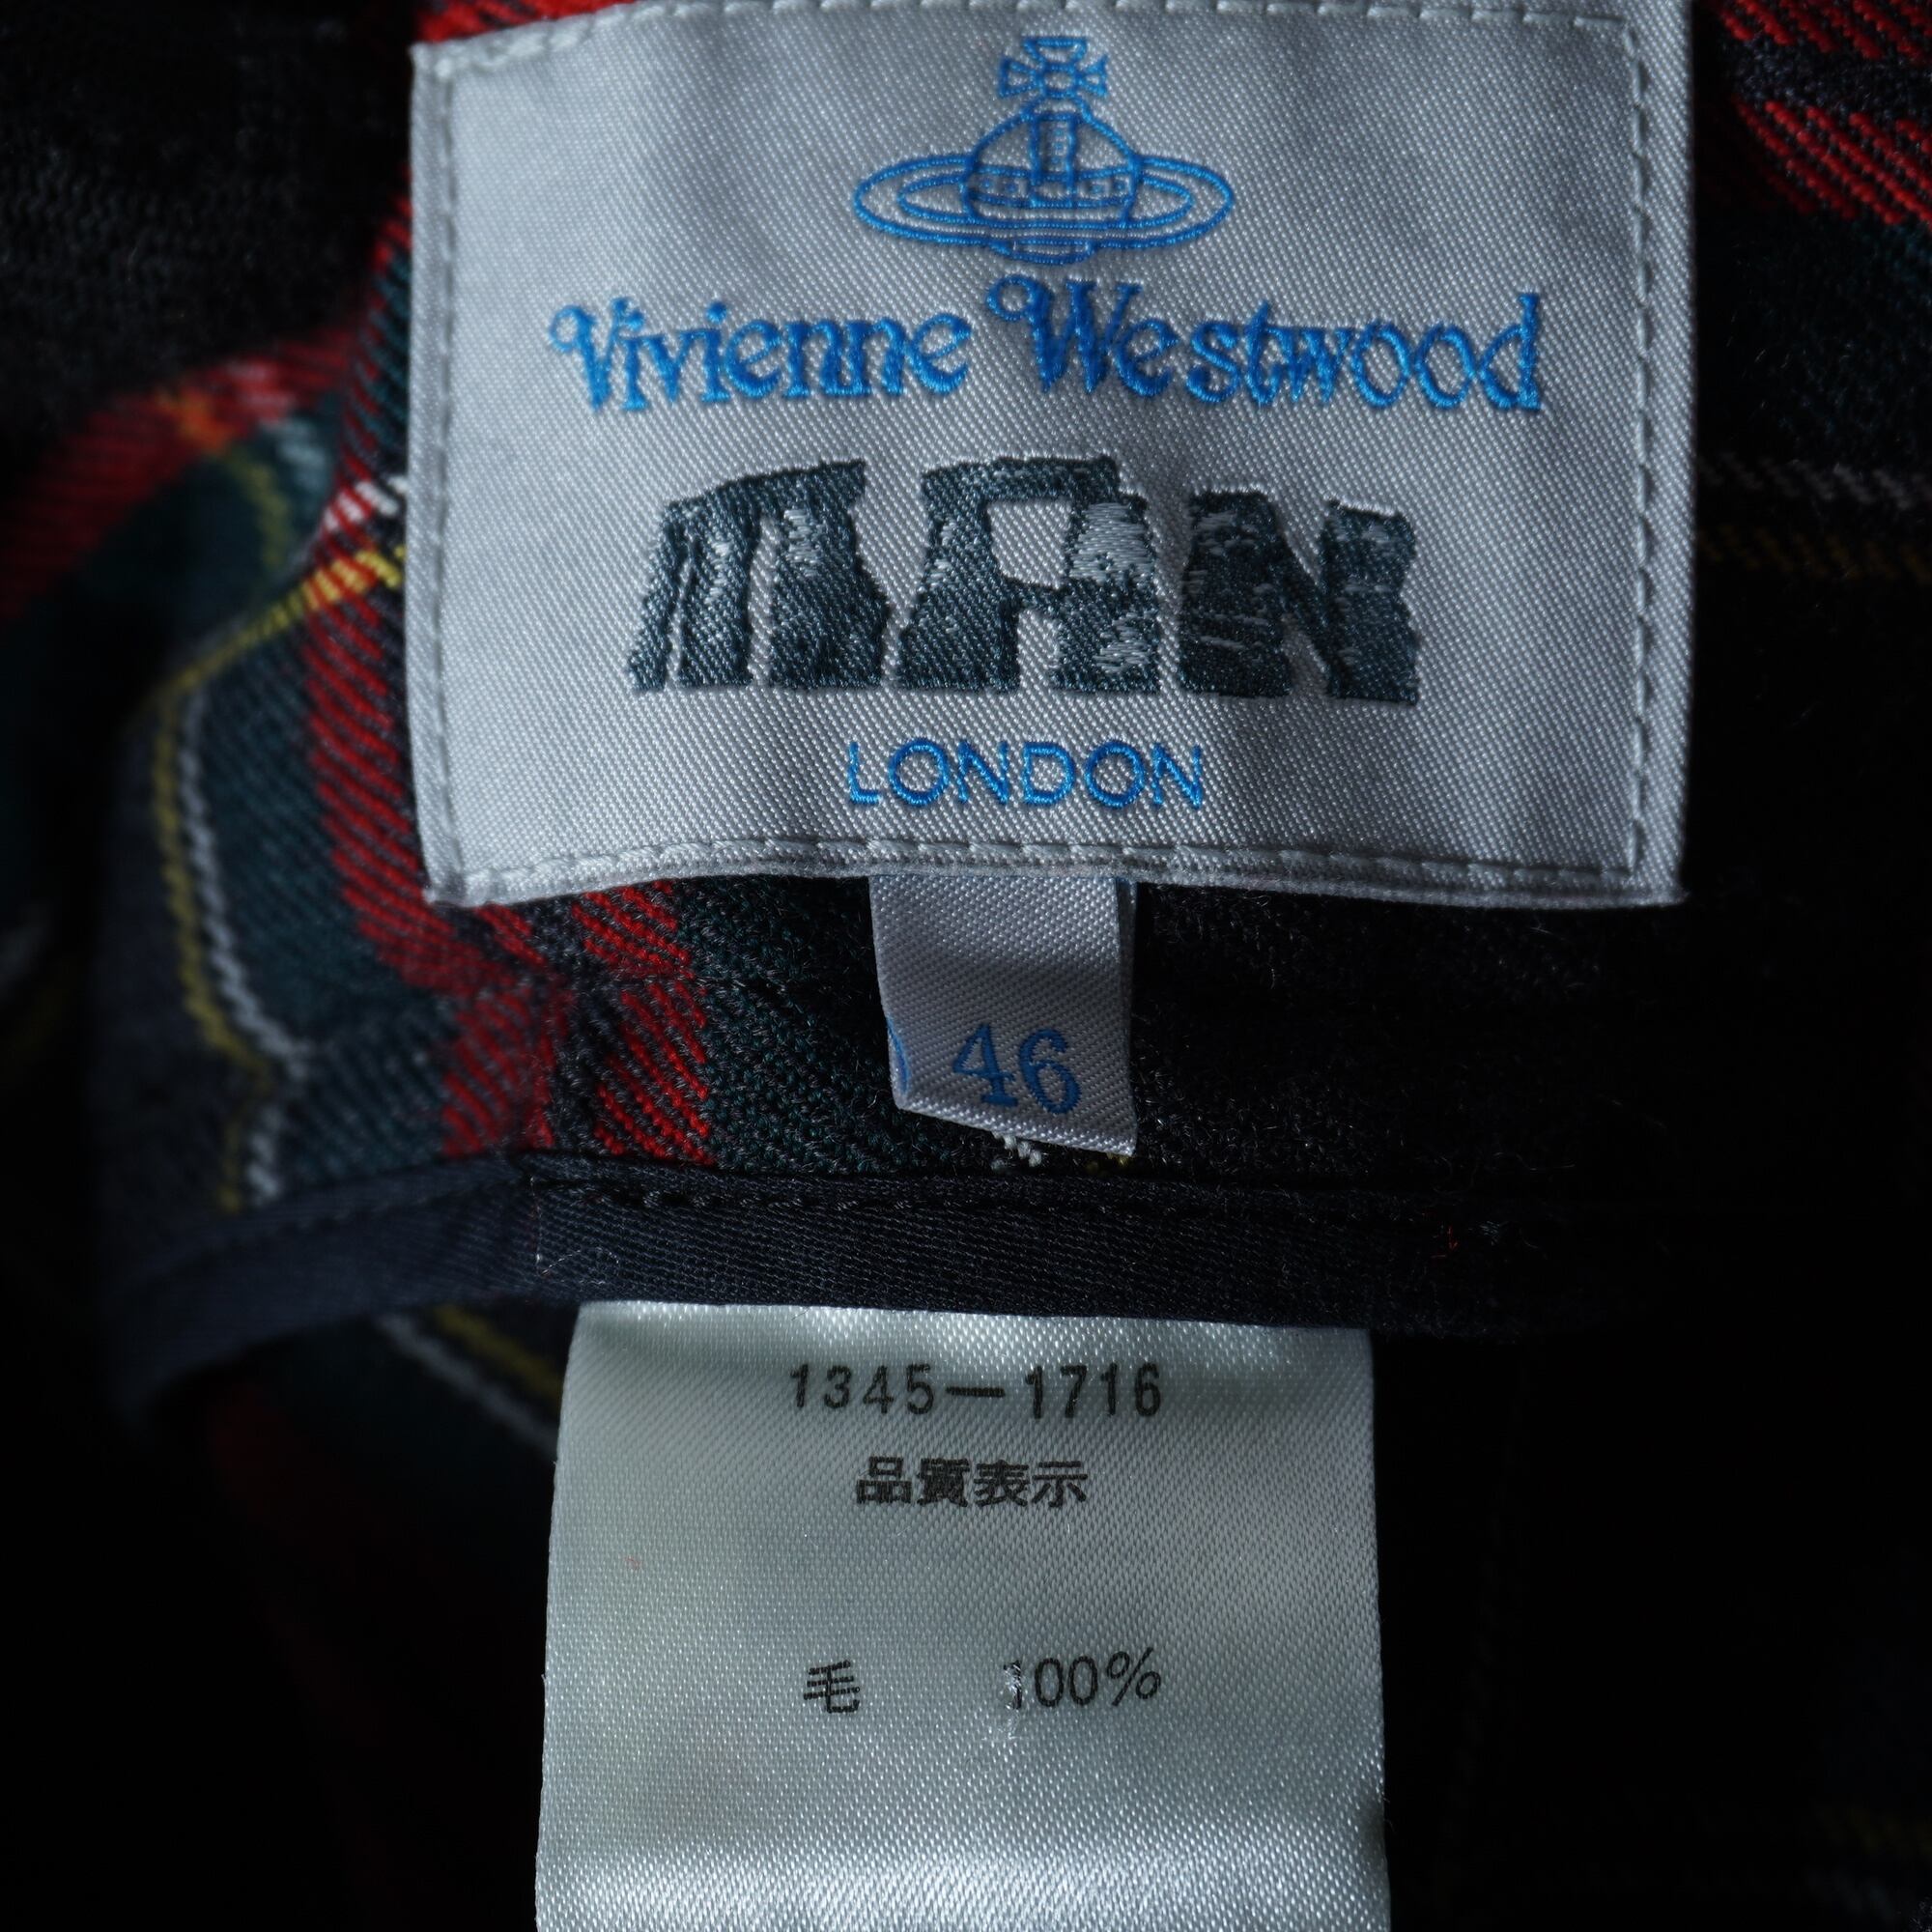 Vivienne Westwood
MAN
LONDON
46
1345-1716
品質表示
毛 100%